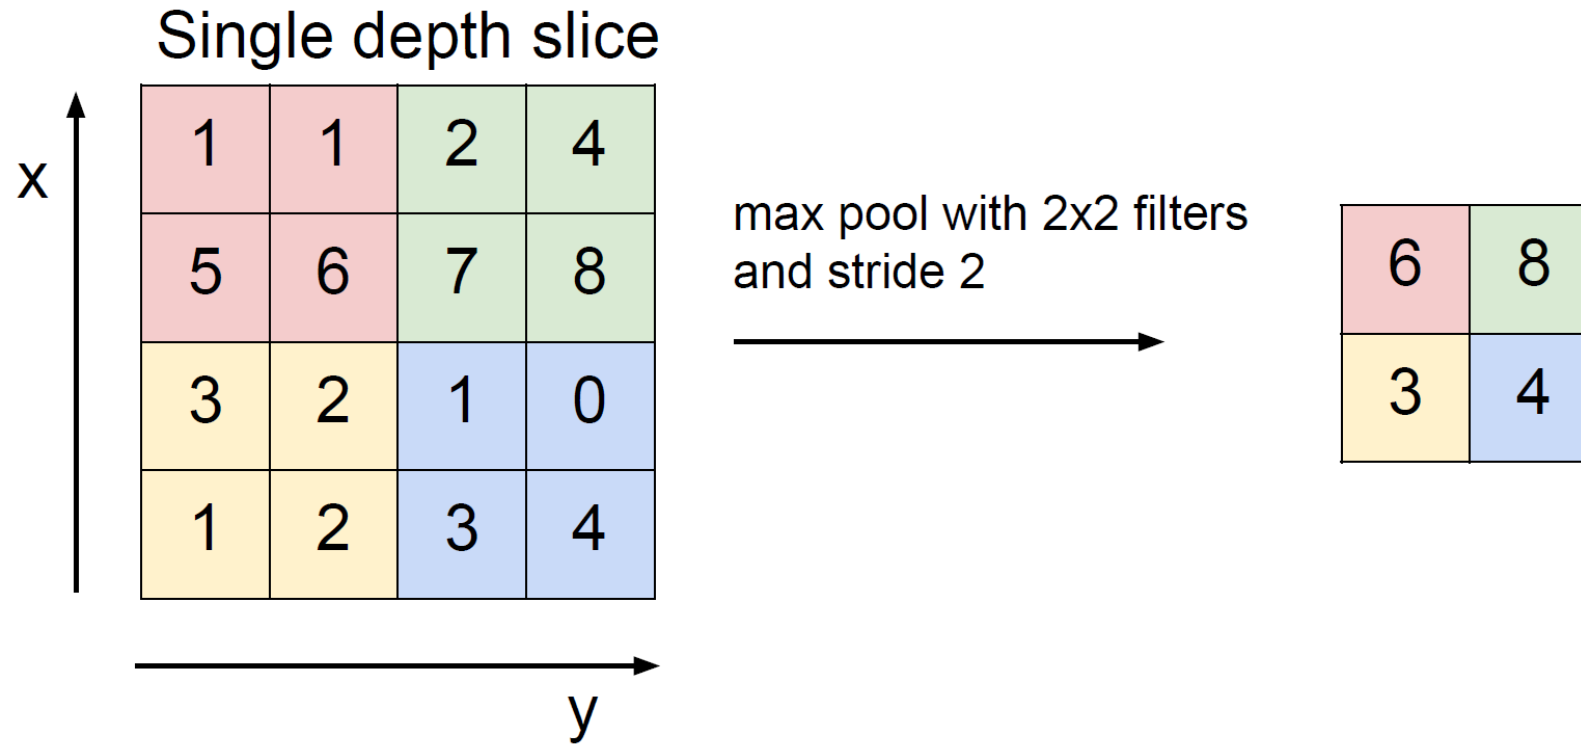 Single depth slice
x
1 1 2 4
5 6 7 8
3 2 1 0
1 2 3 4
y
max pool with 2x2 filters
and stride 2
6 8
3 4